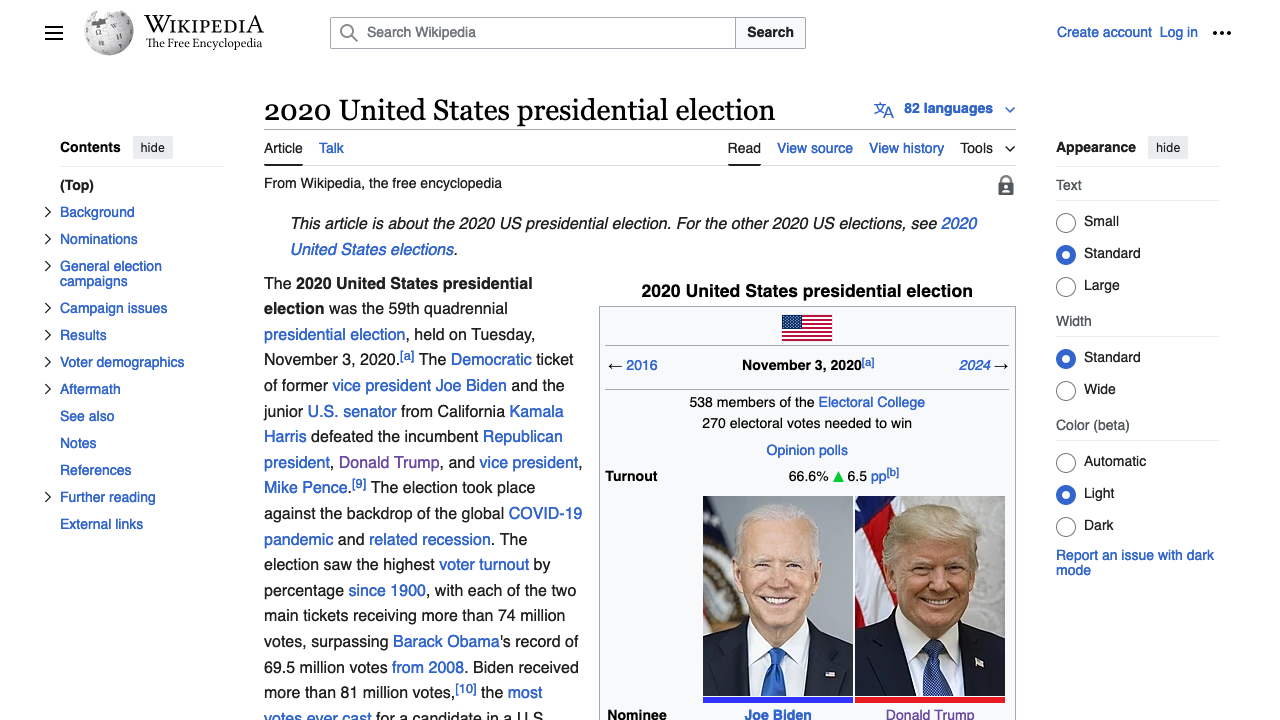 WIKIPEDIA
The Free Encyclopedia
Search Wikipedia
Search
Create account Log in
2020 United States presidential election
82 languages
Contents hide
Article Talk
Read View source View history Tools
Appearance hide
From Wikipedia, the free encyclopedia
(Top)
Background
Nominations
General election
campaigns
Campaign issues
Results
Voter demographics
Aftermath
See also
Notes
References
Further reading
External links
This article is about the 2020 US presidential election. For the other 2020 US elections, see 2020
United States elections.
The 2020 United States presidential
election was the 59th quadrennial
presidential election, held on Tuesday,
November 3, 2020.[a] The Democratic ticket
of former vice president Joe Biden and the
junior U.S. senator from California Kamala
Harris defeated the incumbent Republican
president, Donald Trump, and vice president,
Mike Pence.[9] The election took place
against the backdrop of the global COVID-19
pandemic and related recession. The
election saw the highest voter turnout by
percentage since 1900, with each of the two
main tickets receiving more than 74 million
votes, surpassing Barack Obama's record of
69.5 million votes from 2008. Biden received
more than 81 million votes,[10] the most
votes ever cast for a candidate in a U.S.
2020 United States presidential election
← 2016 November 3, 2020[a] 2024 →
538 members of the Electoral College
270 electoral votes needed to win
Opinion polls
Turnout 66.6% ▲ 6.5 pp[b]
Nominee Joe Biden Donald Trump
Text
Small
Standard
Large
Width
Standard
Wide
Color (beta)
Automatic
Light
Dark
Report an issue with dark
mode